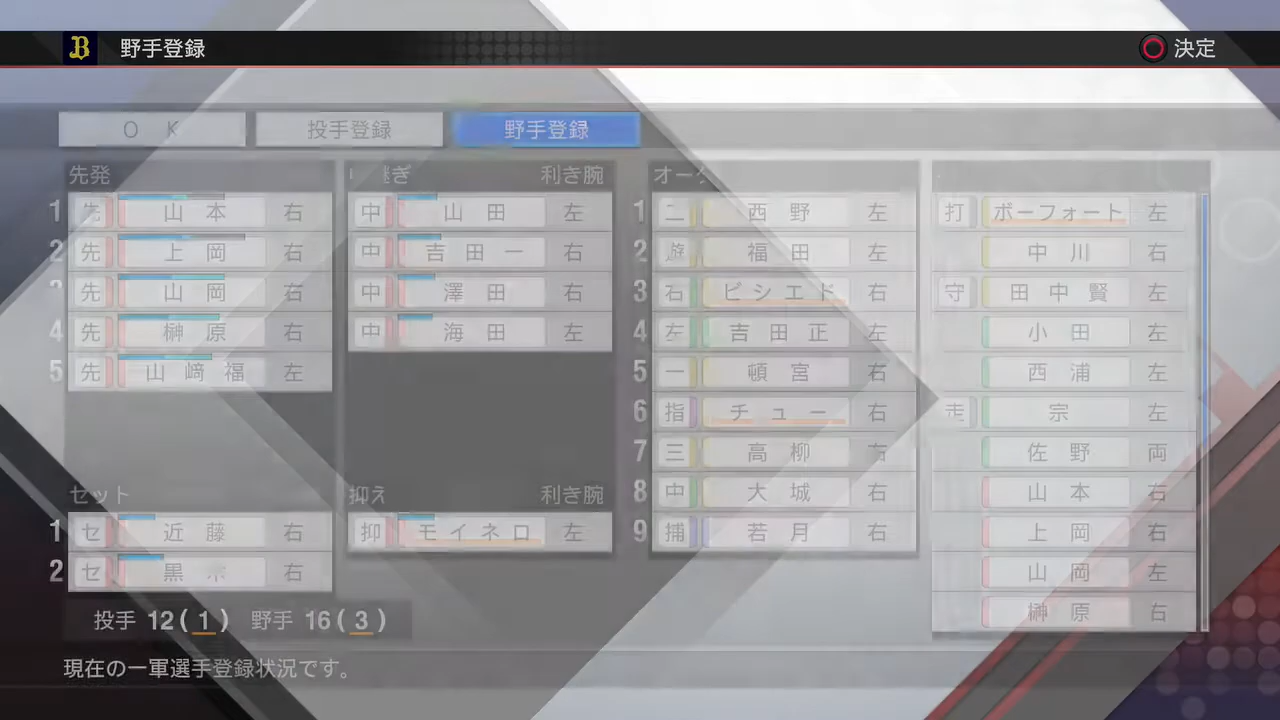 B 野手登録 決定
O K 投手登録 野手登録
先発
1 先 山本 右
2 先 上岡 右
先 山岡 右
4 先 榊原 右
5 先 山﨑福 左
セット
1 セ 近藤 右
2 セ 黒 右
継ぎ 利き腕
中 山田 左
中 吉田一 右
中 澤田 右
中 海田 左
抑え 利き腕
抑 モイネロ 左
オー
1 二 西野 左
2 遊 福田 左
3 右 ビシエド 右
4 左 吉田正 左
5 一 頓宮 右
6 指 チュー 右
7 三 高柳 右
8 中 大城 右
9 捕 若月 右
打 ボーフォート 左
中川 右
守 田中賢 左
小田 左
西浦 左
走 宗 左
佐野 両
山本 右
上岡 右
山岡 左
榊原 右
投手 12(1) 野手 16(3)
現在の一軍選手登録状況です。